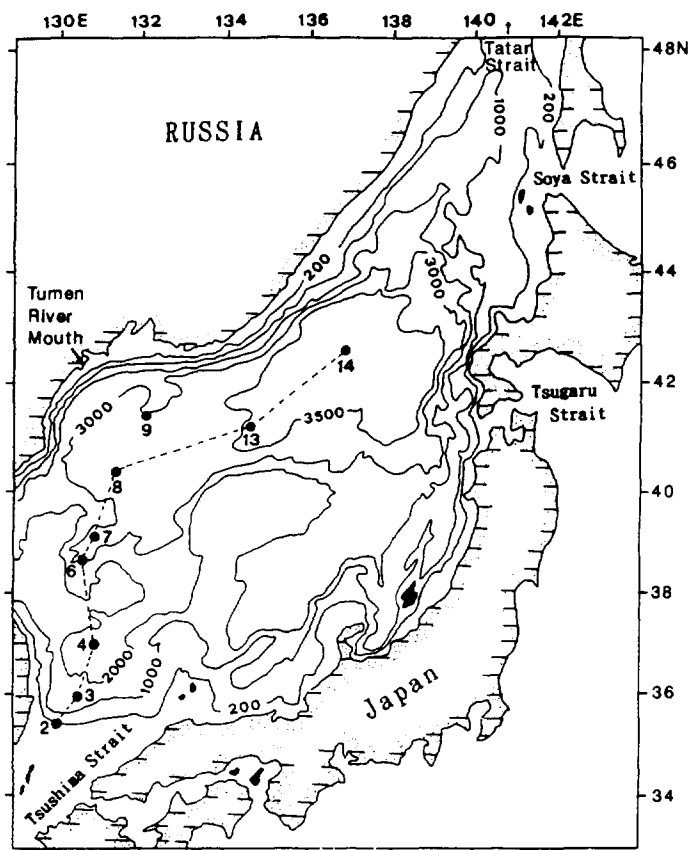 130E 132 134 136 138 140 142E
48N
Tatar
Strait
200
1000
RUSSIA
46
Soya Strait
200
3000
44
Tumen
River
Mouth
14
42
3000
9
13
3500
Tsugaru
Strait
8
40
7
6
38
4
2000
1000
3
200
36
2
Japan
Tsushima Strait
34